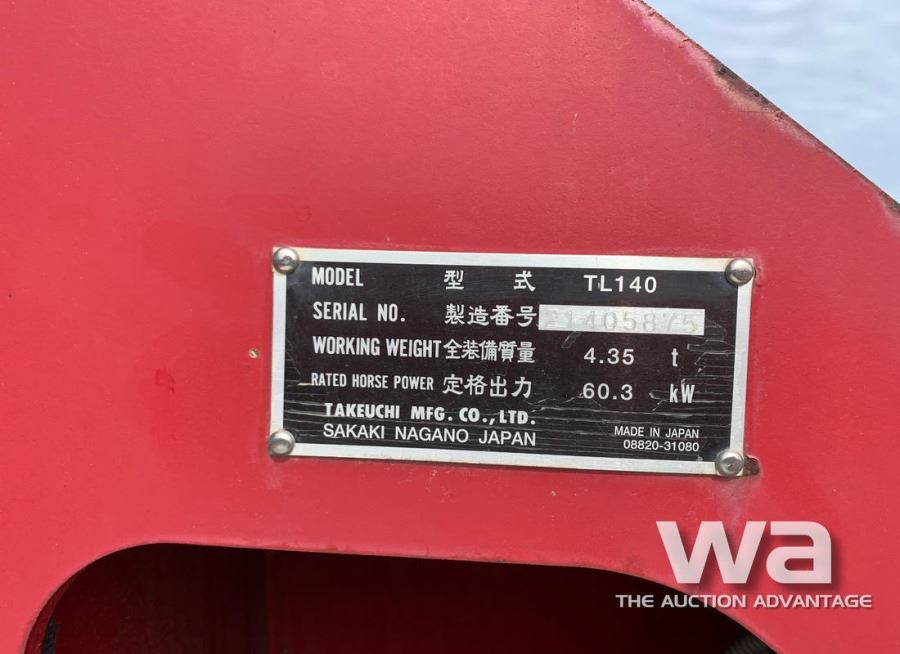 MODEL 型 式 TL140
SERIAL NO. 製造番号 21405875
WORKING WEIGHT 全装備質量 4.35 t
RATED HORSE POWER 定格出力 60.3 kW
TAKEUCHI MFG. CO., LTD.
SAKAKI NAGANO JAPAN
MADE IN JAPAN
08820-31080
wa
THE AUCTION ADVANTAGE